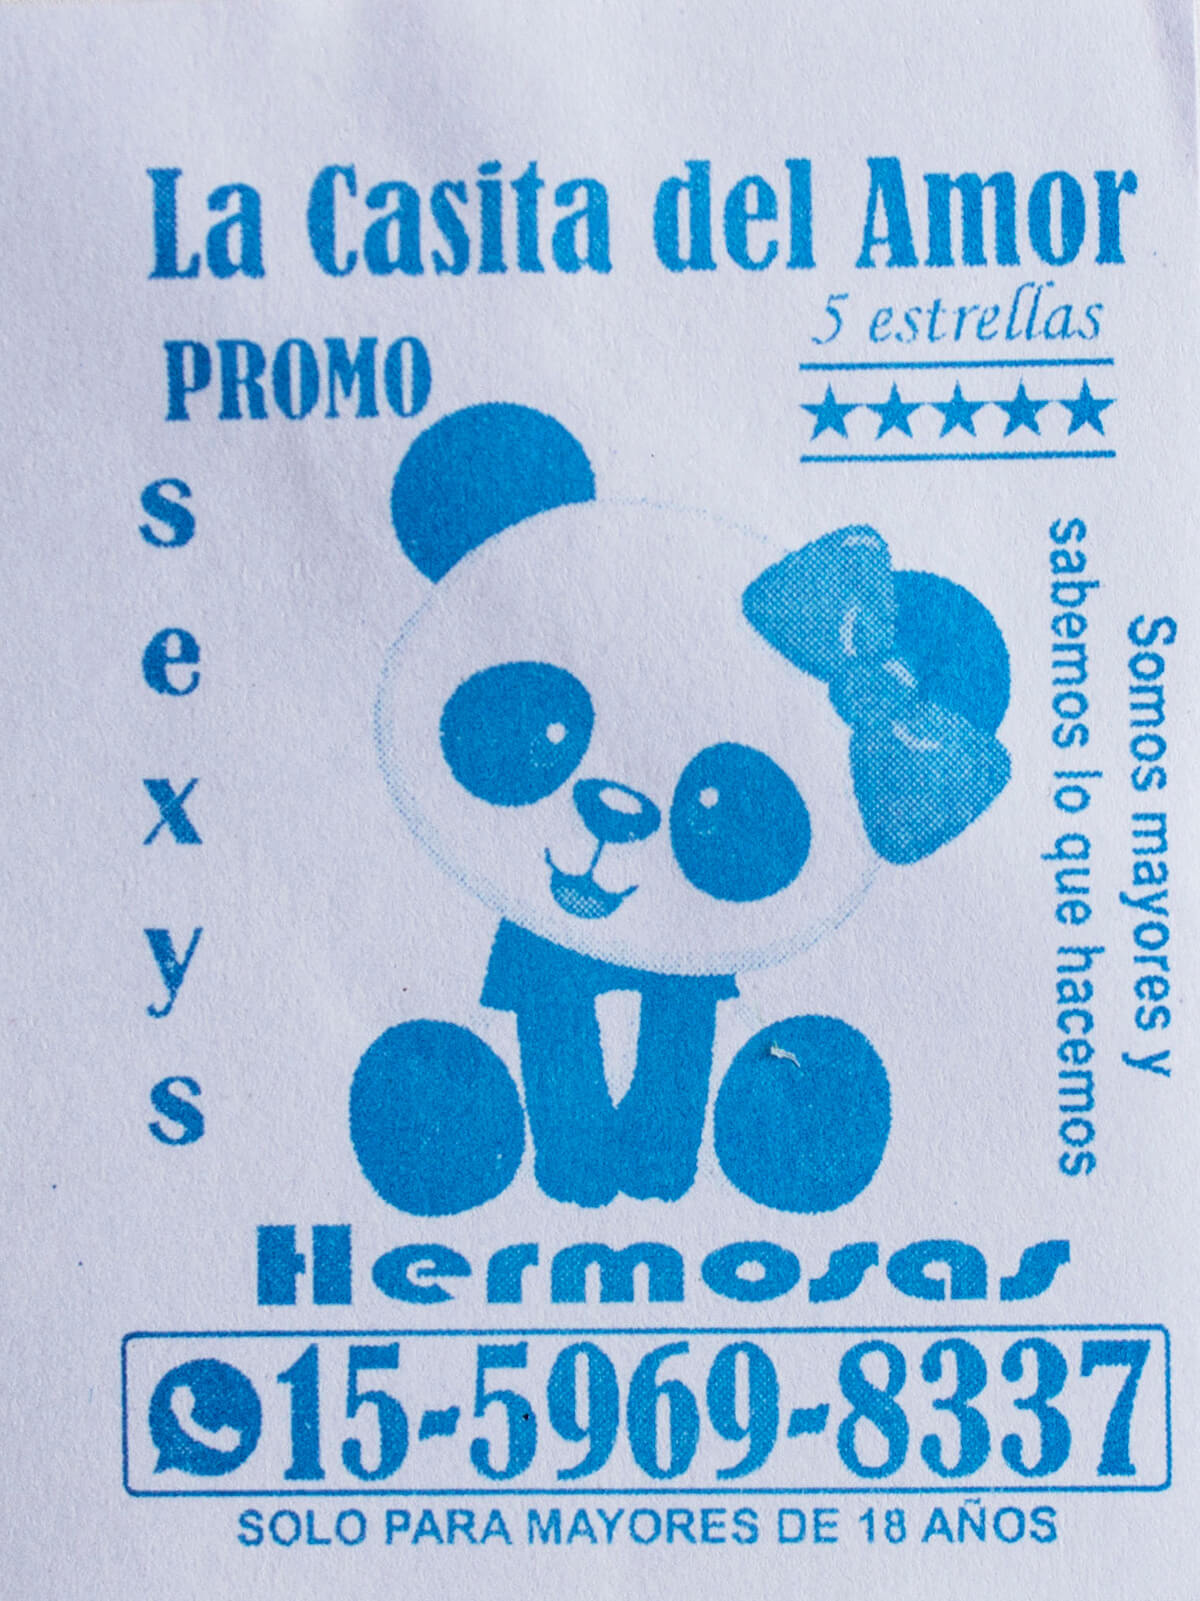 La Casita del Amor
5 estrellas
PROMO
sexys
Somos mayores y
sabemos lo que hacemos
Hermosas
15-5969-8337
SOLO PARA MAYORES DE 18 AÑOS